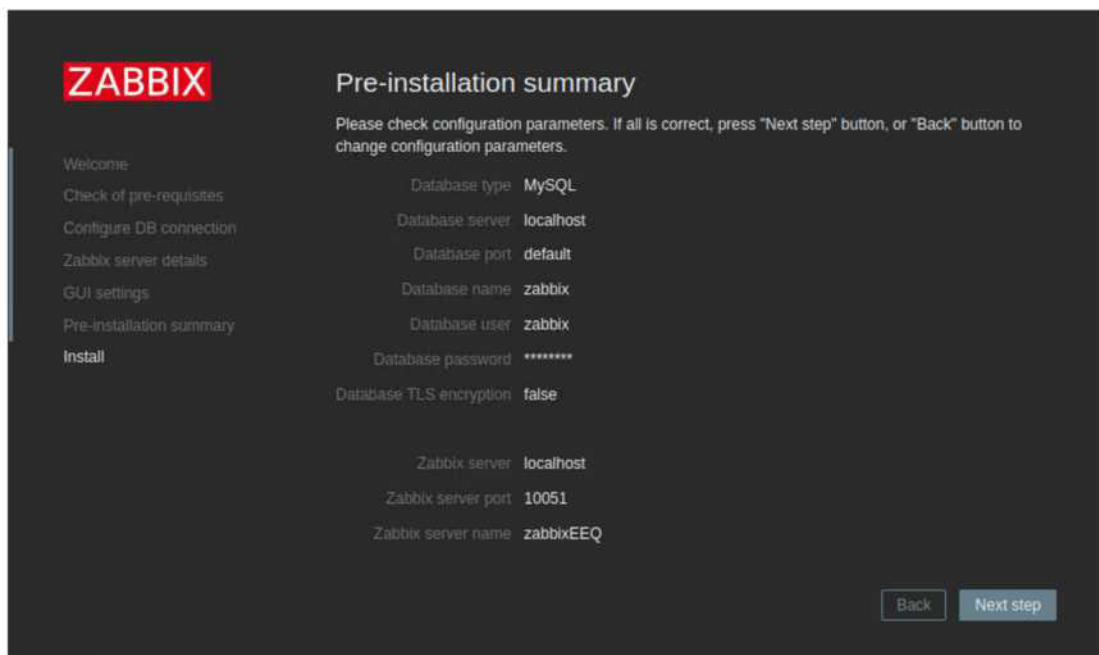 ZABBIX
Welcome
Check of pre-requisites
Configure DB connection
Zabbix server details
GUI settings
Pre-installation summary
Install
Pre-installation summary
Please check configuration parameters. If all is correct, press "Next step" button, or "Back" button to
change configuration parameters.
Database type MySQL
Database server localhost
Database port default
Database name zabbix
Database user zabbix
Database password ********
Database TLS encryption false
Zabbix server localhost
Zabbix server port 10051
Zabbix server name zabbixEEQ
Back Next step